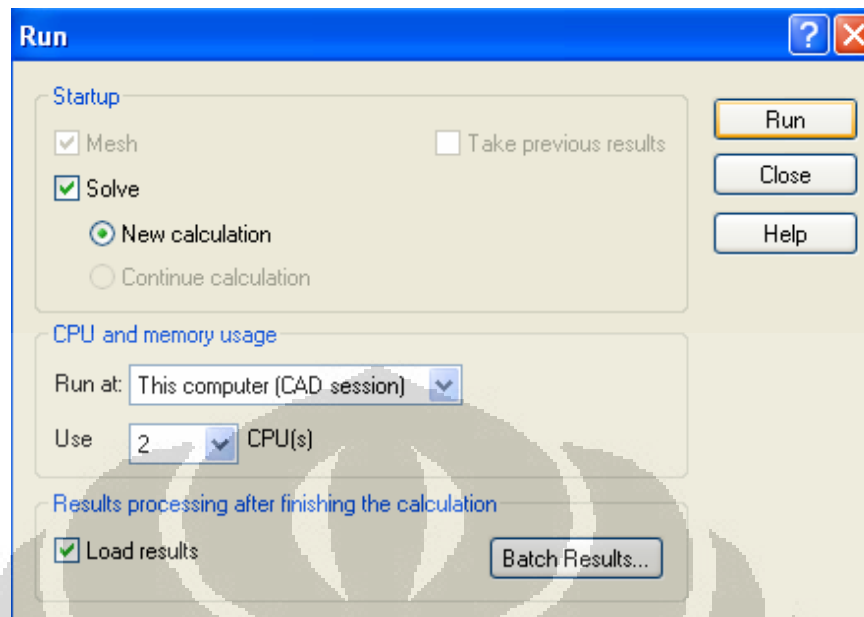 Run
Startup
Mesh
Take previous results
Solve
New calculation
Continue calculation
Run
Close
Help
CPU and memory usage
Run at: This computer (CAD session)
Use 2 CPU(s)
Results processing after finishing the calculation
Load results
Batch Results...